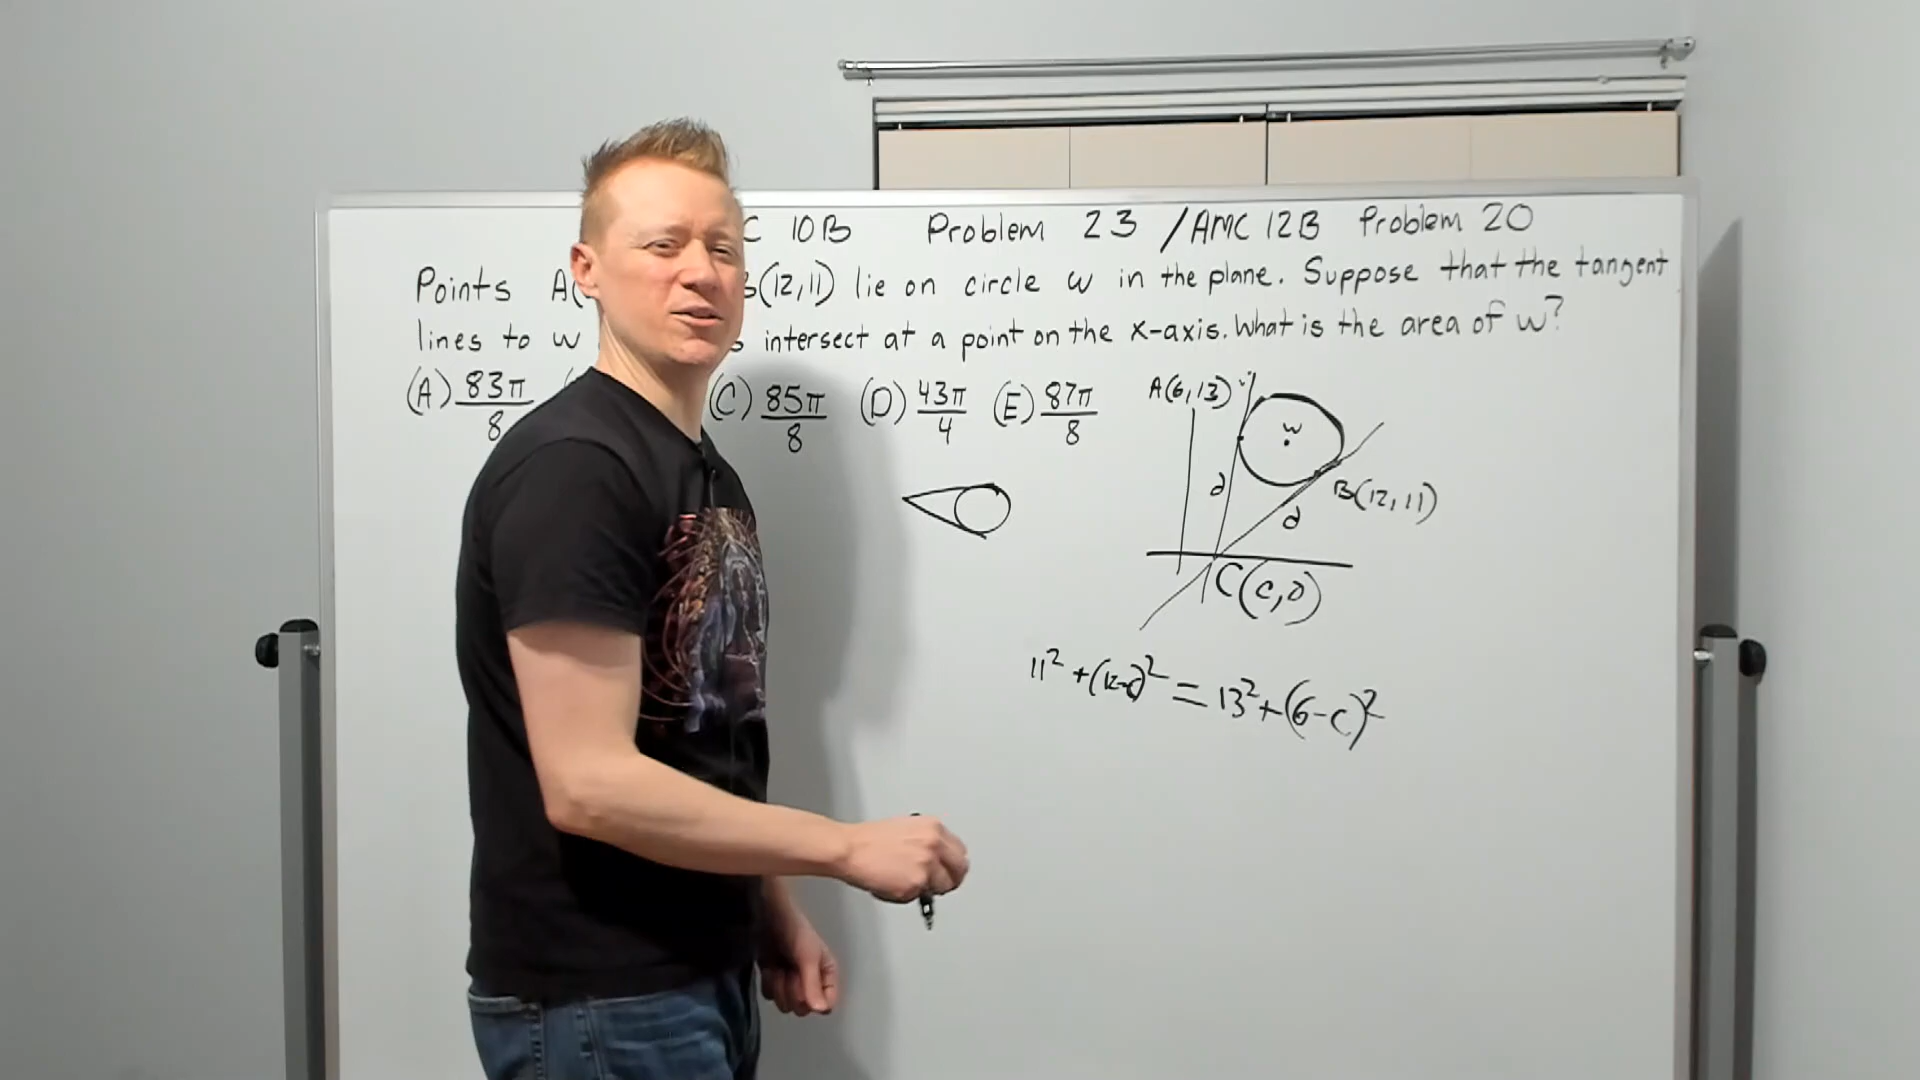 C 10B Problem 23 / AMC 12B Problem 20
Points A( B(12,11) lie on circle w in the plane. Suppose that the tangent
lines to w intersect at a point on the x-axis. What is the area of w?
(A) 83π/8 (C) 85π/8 (D) 43π/4 (E) 87π/8
A(6,13)
w
d
B(12,11)
d
C(c,0)
11² + (12-c)² = 13² + (6-c)²